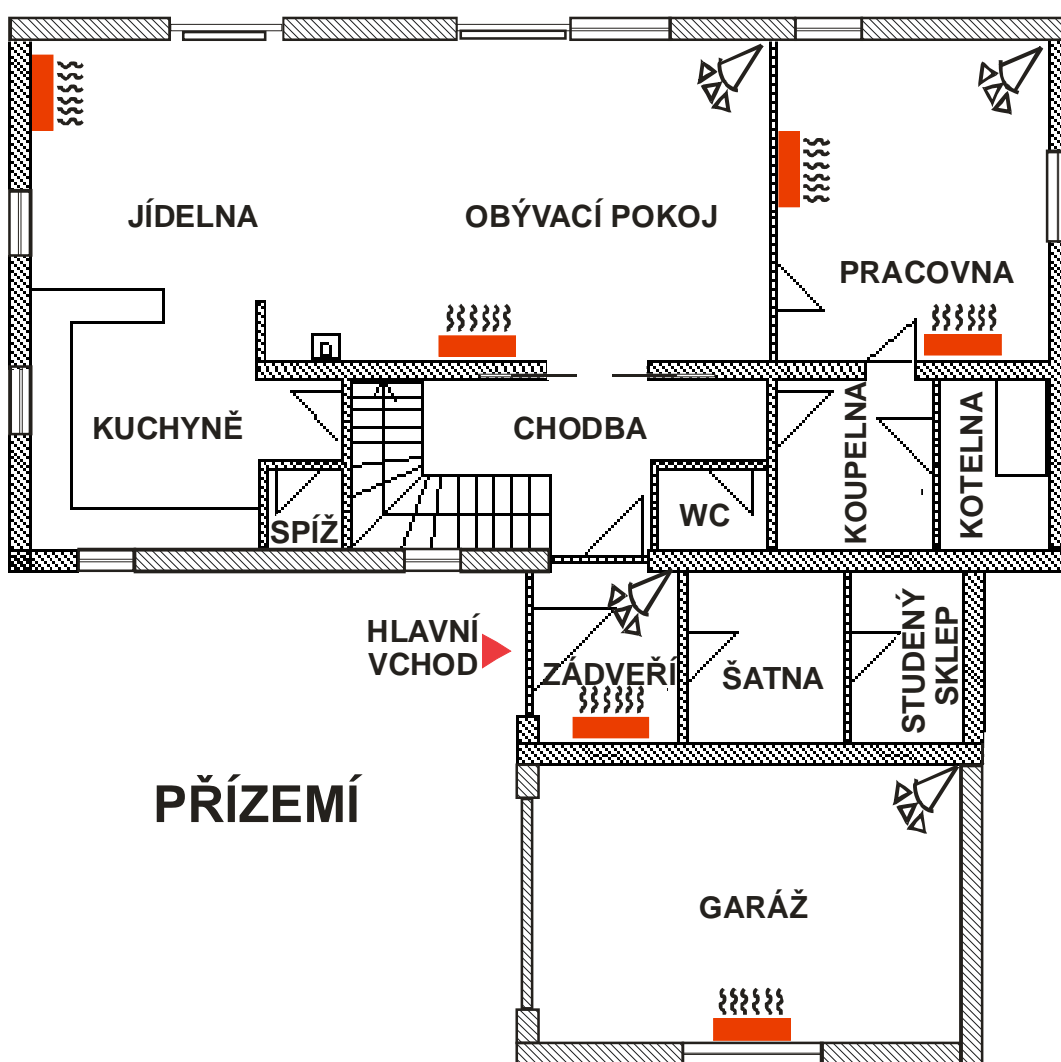 JÍDELNA
OBÝVACÍ POKOJ
PRACOVNA
KUCHYNĚ
CHODBA
KOUPELNA
KOTELNA
SPÍŽ
WC
HLAVNÍ
VCHOD
ZÁDVEŘÍ
ŠATNA
STUDENÝ
SKLEP
PŘÍZEMÍ
GARÁŽ